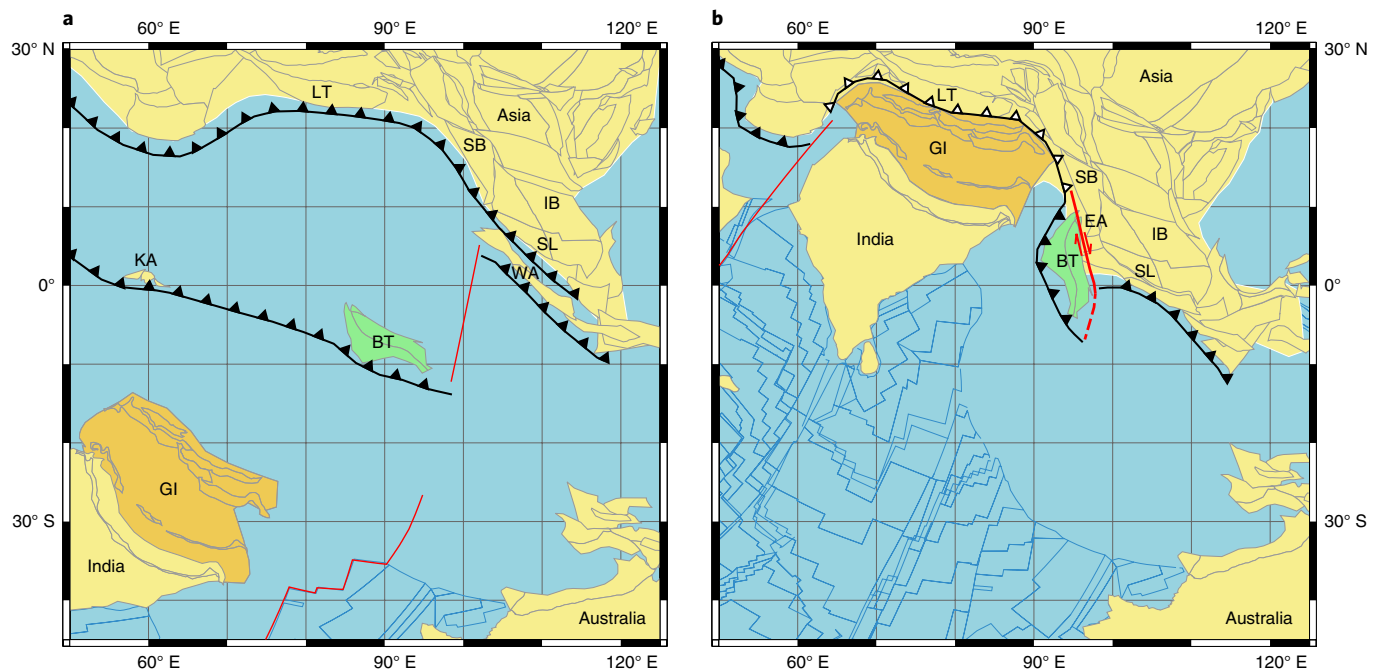 a
b
60° E
90° E
120° E
60° E
90° E
120° E
30° N
30° N
LT
Asia
SB
IB
SL
WA
KA
0°
BT
GI
30° S
India
Australia
60° E
90° E
120° E
LT
Asia
GI
SB
EA
IB
India
BT
SL
0°
30° S
Australia
60° E
90° E
120° E